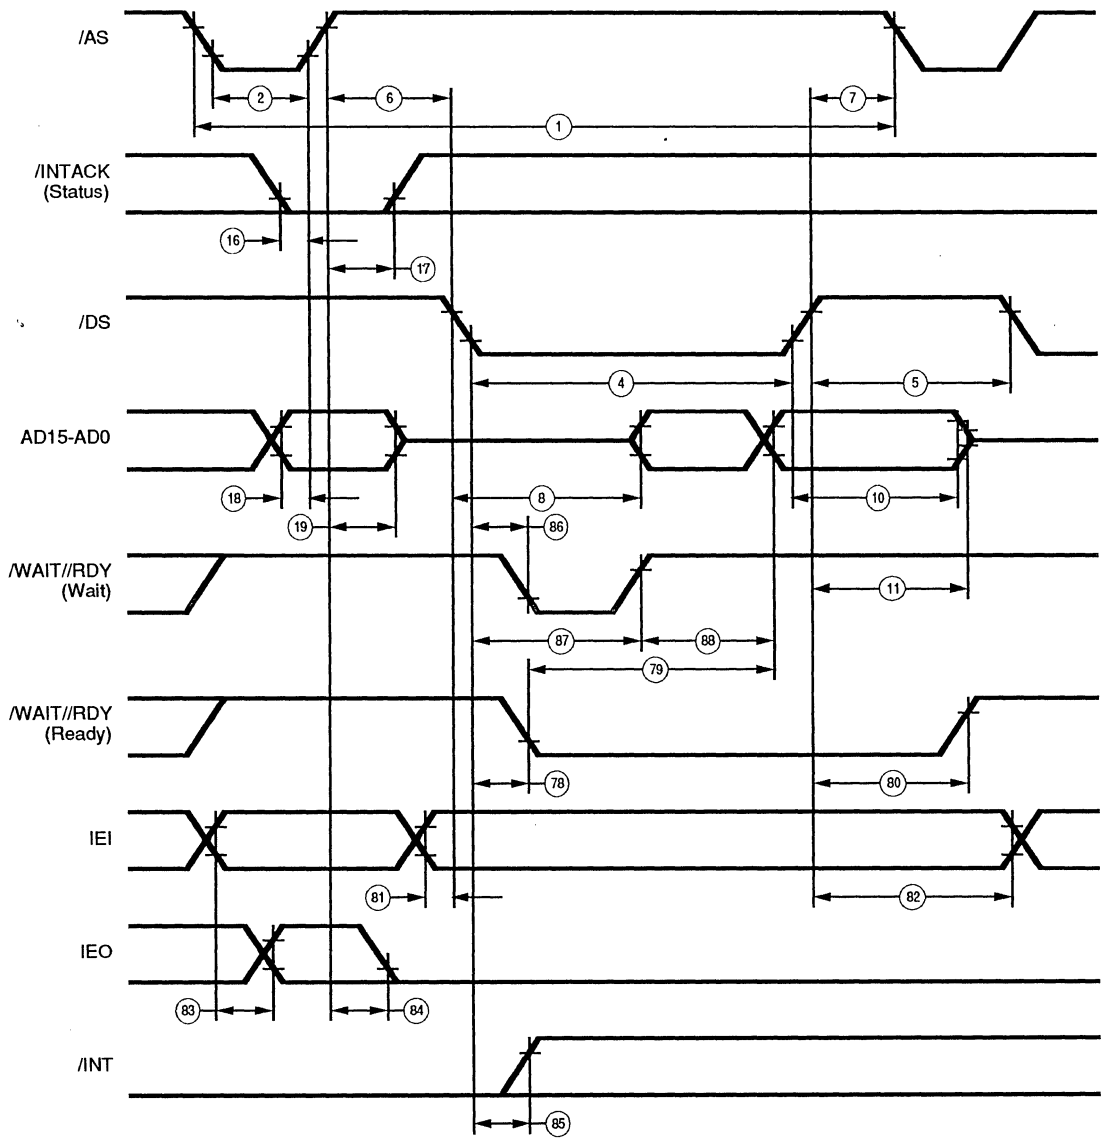 /AS
2
6
7
1
/INTACK
(Status)
16
17
/DS
4
5
AD15-AD0
18
8
10
19
86
/WAIT//RDY
(Wait)
11
87
88
79
/WAIT//RDY
(Ready)
78
80
IEI
81
82
IEO
83
84
/INT
85